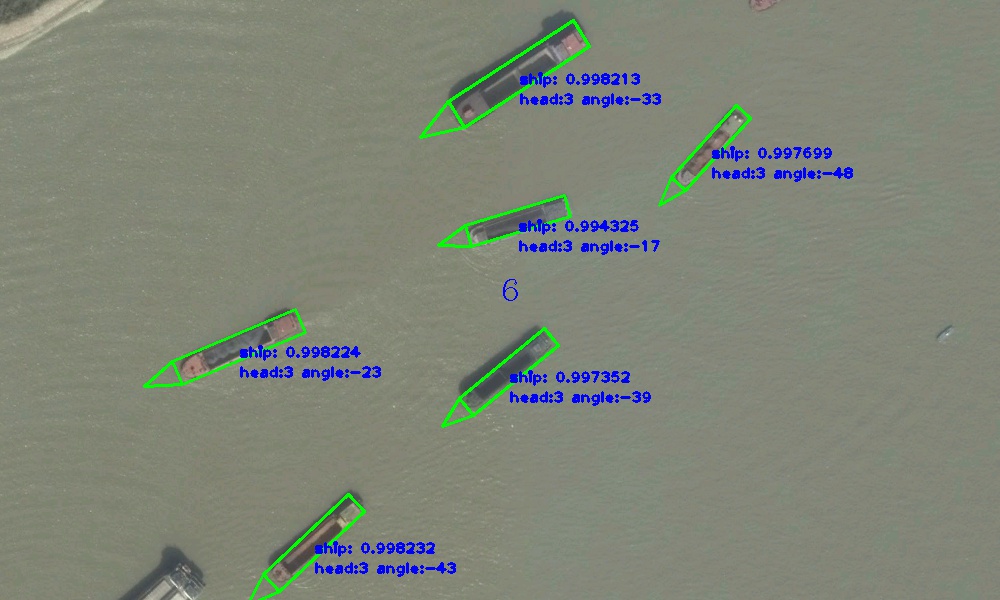 ship: 0.998213
head:3 angle:-33
ship: 0.997699
head:3 angle:-48
ship: 0.994325
head:3 angle:-17
6
ship: 0.998224
head:3 angle:-23
ship: 0.997352
head:3 angle:-39
ship: 0.998232
head:3 angle:-43